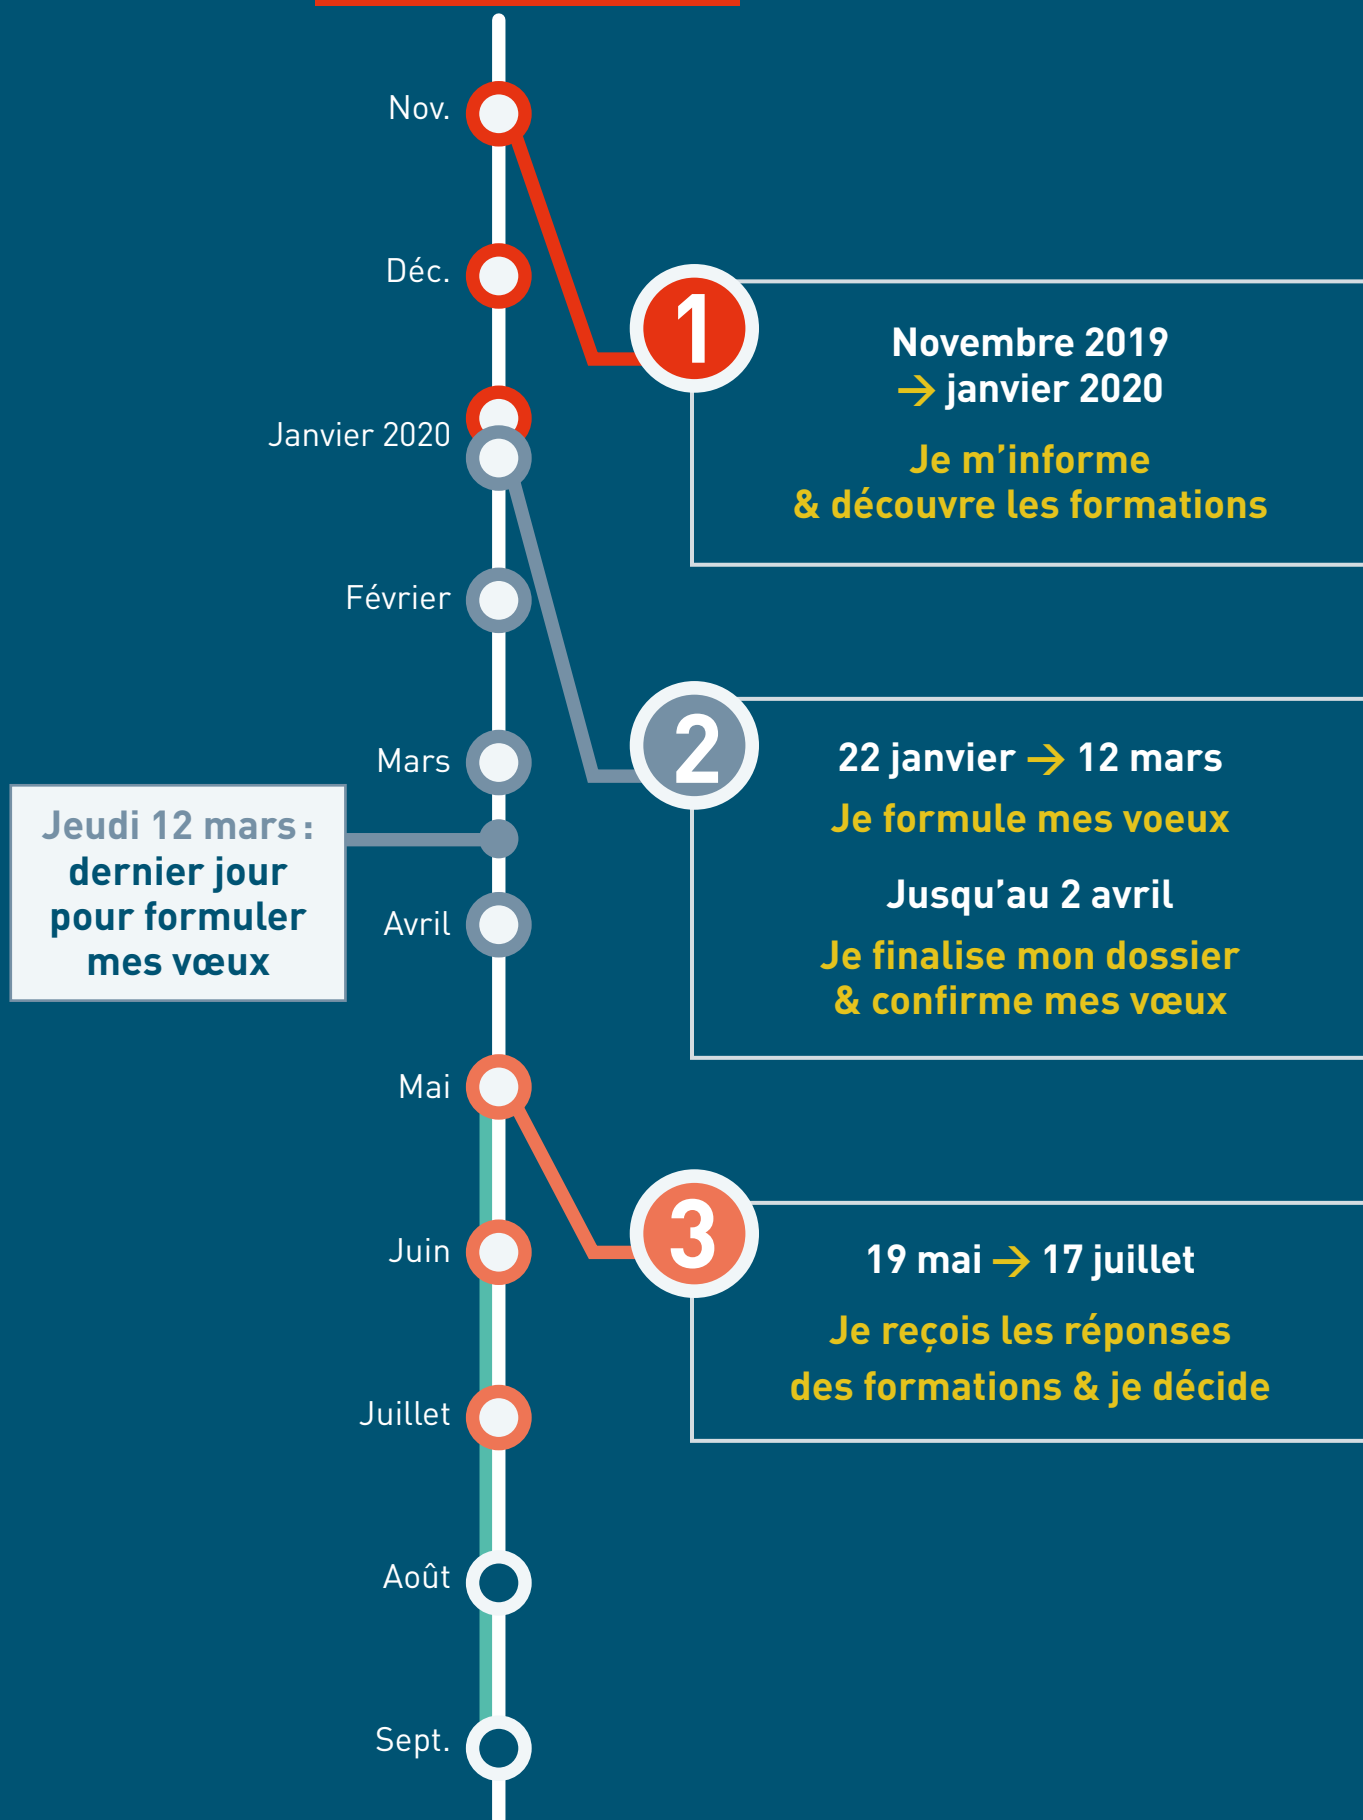 Nov.
Déc.
Janvier 2020
Février
Mars
Jeudi 12 mars :
dernier jour
pour formuler
mes vœux
Avril
Mai
Juin
Juillet
Août
Sept.
1
Novembre 2019
→ janvier 2020
Je m’informe
& découvre les formations
2
22 janvier → 12 mars
Je formule mes voeux
Jusqu’au 2 avril
Je finalise mon dossier
& confirme mes vœux
3
19 mai → 17 juillet
Je reçois les réponses
des formations & je décide